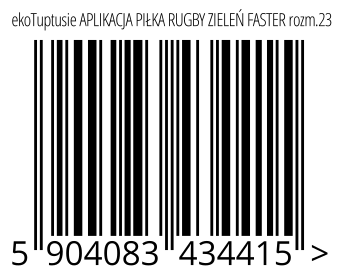 ekoTuptusie APLIKACJA PIŁKA RUGBY ZIELEŃ FASTER rozm.23
5 904083 434415 >